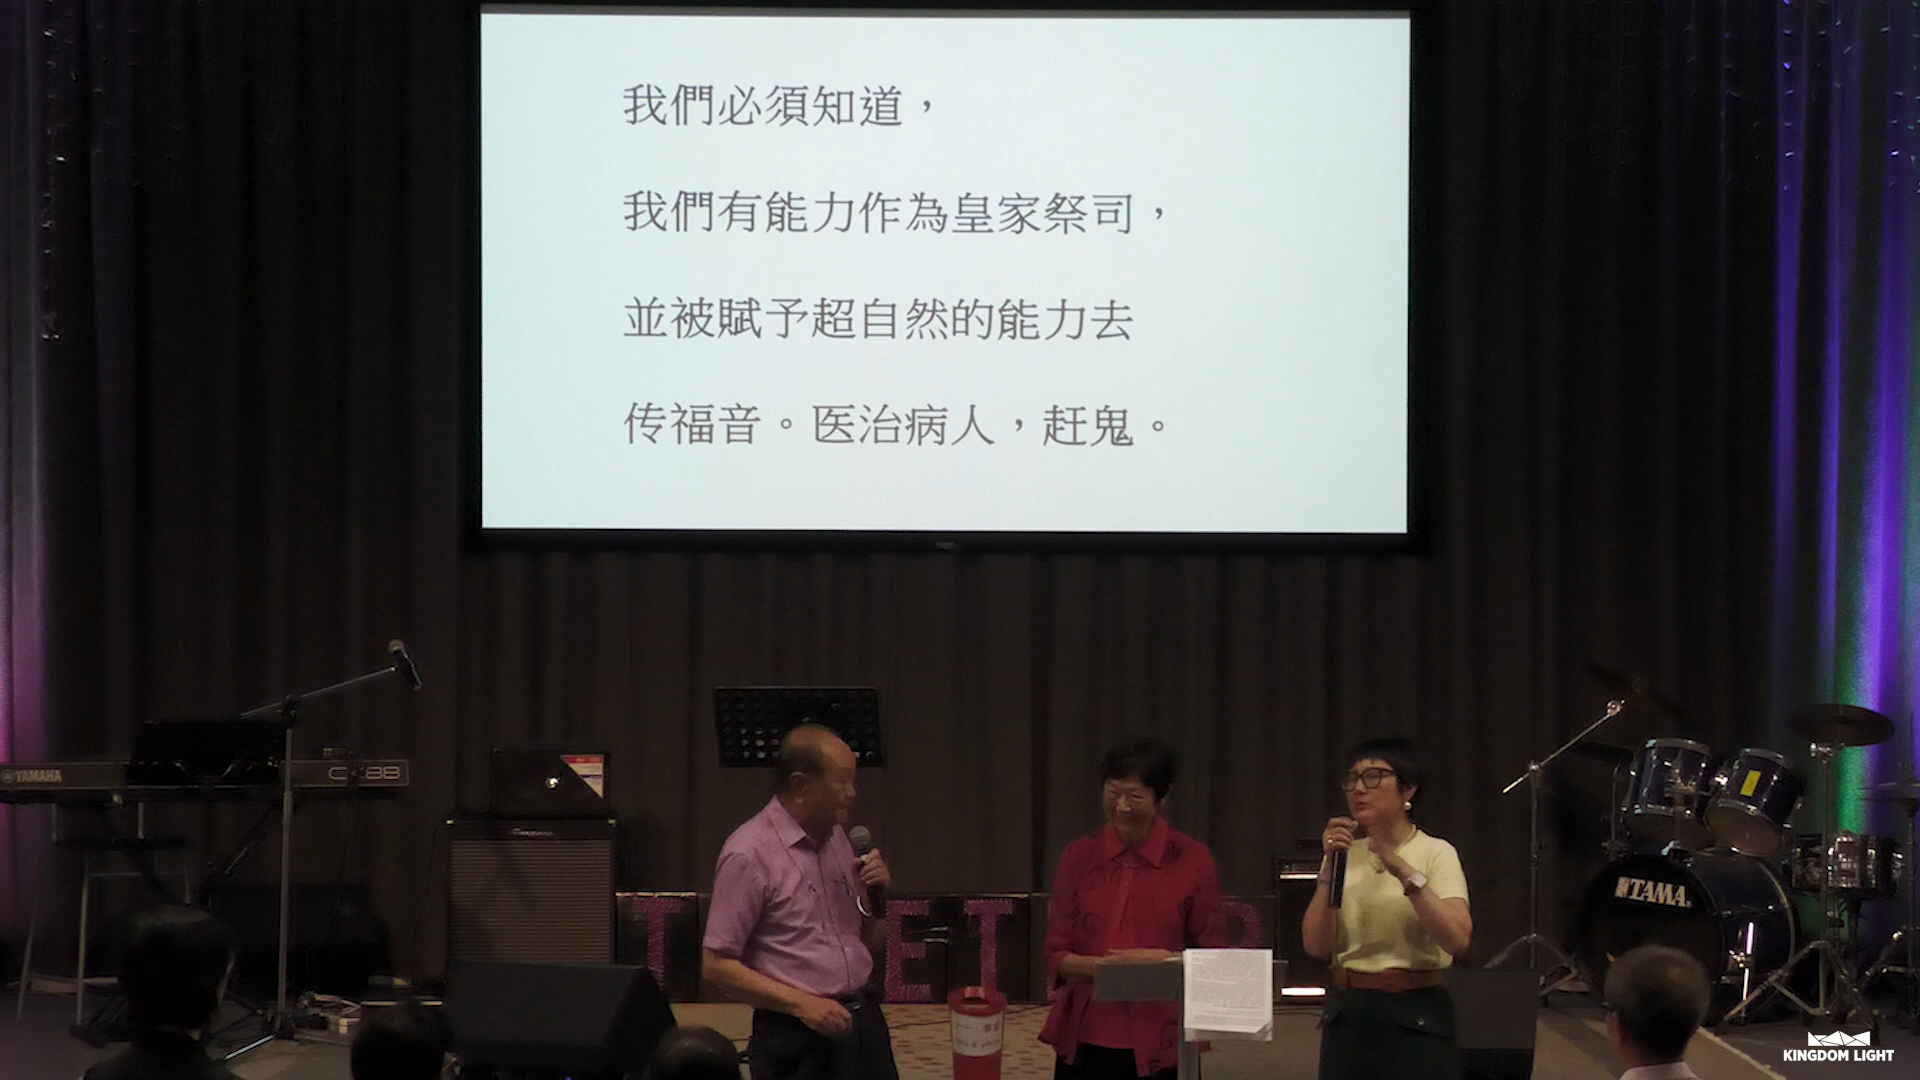 我們必須知道，
我們有能力作為皇家祭司，
並被賦予超自然的能力去
传福音。医治病人，赶鬼。
YAMAHA
CK88
TAMA
KINGDOM LIGHT